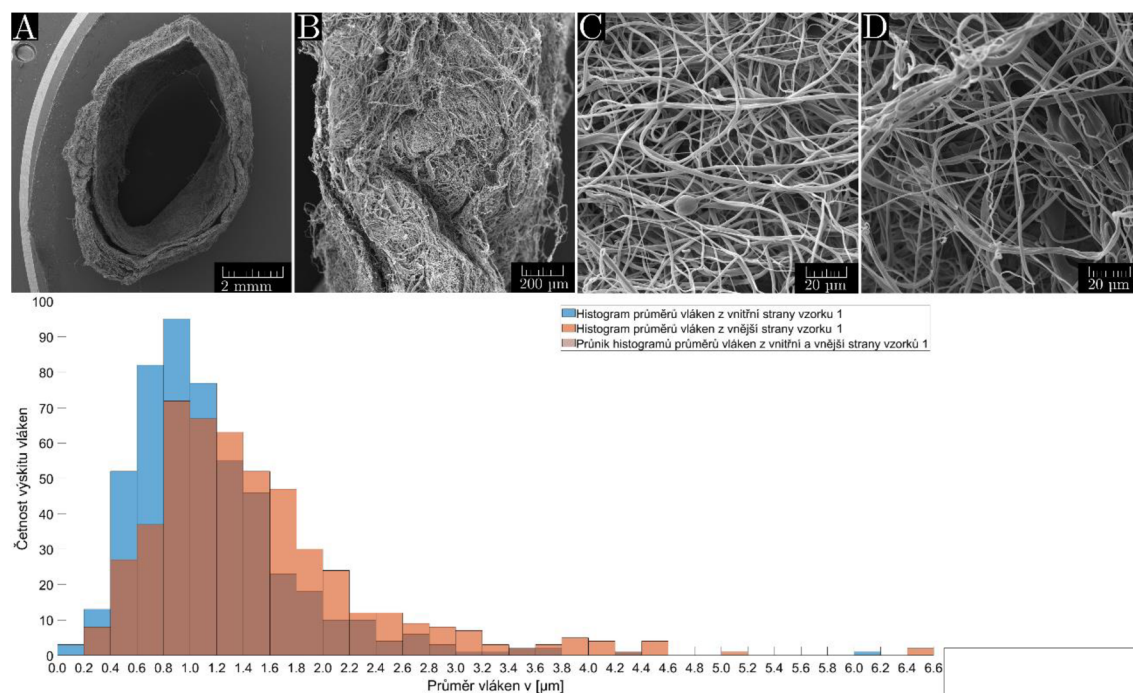 A
B
C
D
2 mmm
200 µm
20 µm
20 µm
Histogram průměrů vláken z vnitřní strany vzorku 1
Histogram průměrů vláken z vnější strany vzorku 1
Průnik histogramů průměrů vláken z vnitřní a vnější strany vzorků 1
Četnost výskitu vláken
100
90
80
70
60
50
40
30
20
10
0
0.0 0.2 0.4 0.6 0.8 1.0 1.2 1.4 1.6 1.8 2.0 2.2 2.4 2.6 2.8 3.0 3.2 3.4 3.6 3.8 4.0 4.2 4.4 4.6 4.8 5.0 5.2 5.4 5.6 5.8 6.0 6.2 6.4 6.6
Průměr vláken v [µm]